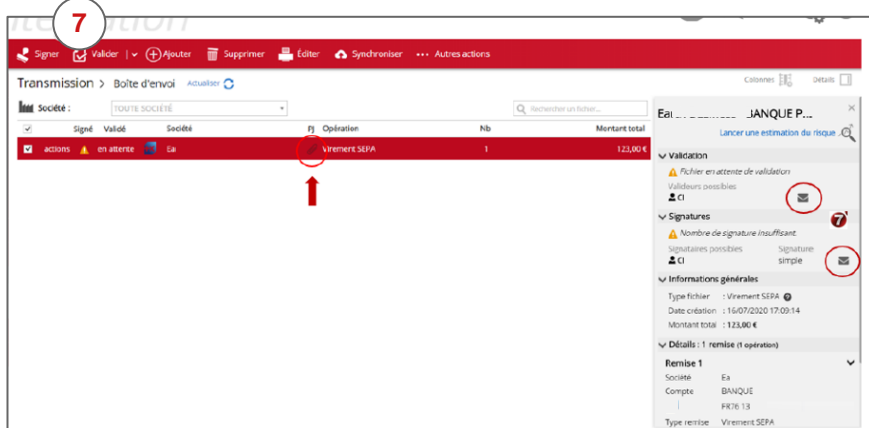 7
Signer Valider Ajouter Supprimer Éditer Synchroniser ••• Autres actions
Transmission > Boîte d'envoi Actualiser
Colonnes Détails
Société : TOUTE SOCIÉTÉ
Rechercher un fichier...
Signé Validé Société PJ Opération Nb Montant total
actions en attente Ea Virement SEPA 1 123,00 €
BANQUE P...
Lancer une estimation du risque
Validation
Fichier en attente de validation
Valideurs possibles
CI
Signatures
7
Nombre de signature insuffisant.
Signataires possibles Signature
CI simple
Informations générales
Type fichier : Virement SEPA
Date création : 16/07/2020 17:09:14
Montant total : 123,00 €
Détails : 1 remise (1 opération)
Remise 1
Société Ea
Compte BANQUE
FR76 13
Type remise Virement SEPA